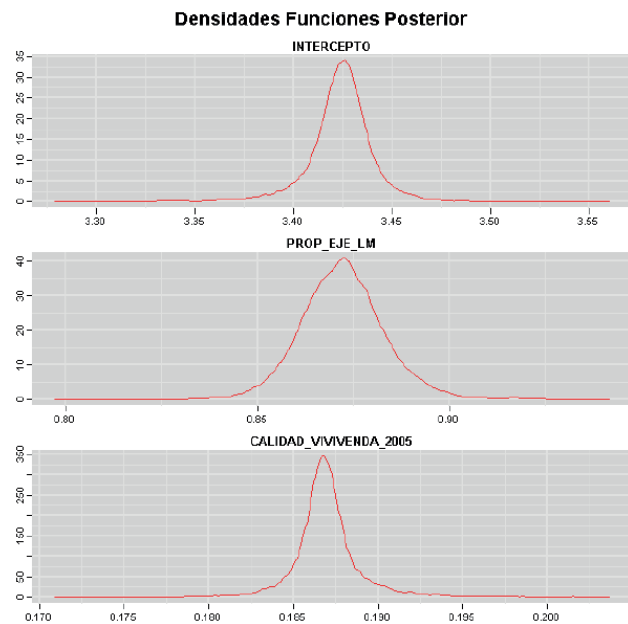 Densidades Funciones Posterior
INTERCEPTO
35
30
25
20
15
10
5
0
3.30 3.35 3.40 3.45 3.50 3.55
PROP_EJE_LM
40
30
20
10
0
0.80 0.85 0.90
CALIDAD_VIVIVENDA_2005
350
250
150
50
0
0.170 0.175 0.180 0.185 0.190 0.195 0.200